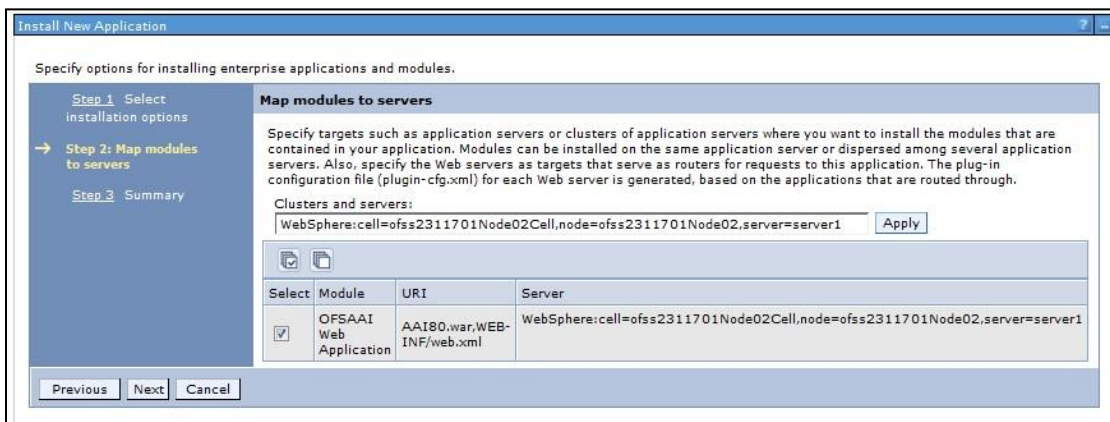 Install New Application
?
Specify options for installing enterprise applications and modules.
Step 1 Select
installation options
Step 2: Map modules
to servers
Step 3 Summary
Map modules to servers
Specify targets such as application servers or clusters of application servers where you want to install the modules that are
contained in your application. Modules can be installed on the same application server or dispersed among several application
servers. Also, specify the Web servers as targets that serve as routers for requests to this application. The plug-in
configuration file (plugin-cfg.xml) for each Web server is generated, based on the applications that are routed through.
Clusters and servers:
WebSphere:cell=ofss2311701Node02Cell,node=ofss2311701Node02,server=server1
Apply
Select Module URI Server
OFSAAI
Web
Application
AAI80.war,WEB-
INF/web.xml
WebSphere:cell=ofss2311701Node02Cell,node=ofss2311701Node02,server=server1
Previous Next Cancel